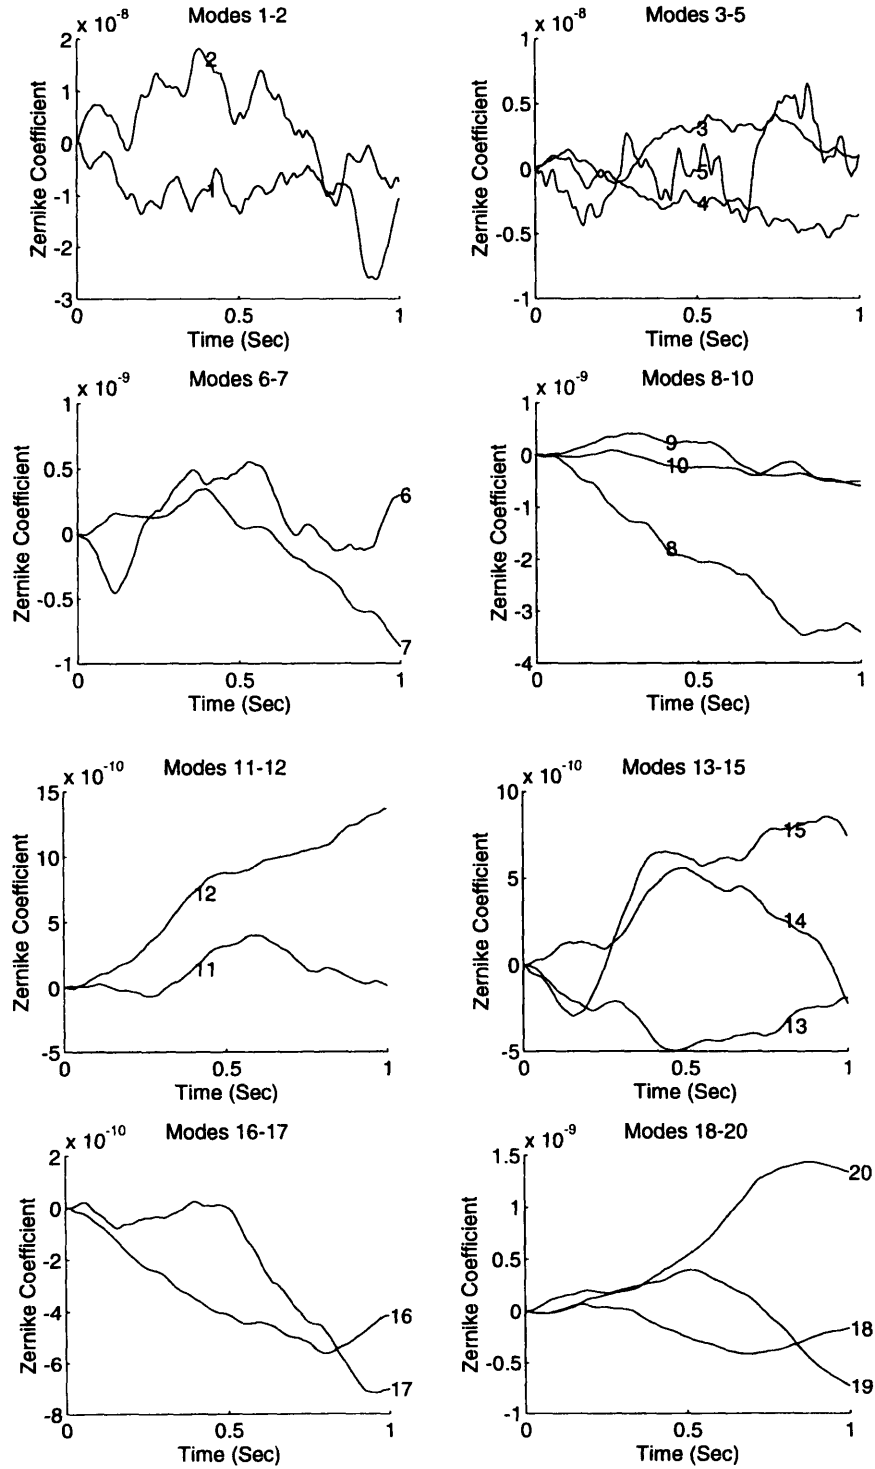 Modes 1-2
x 10⁻⁸
2
1
0
-1
-2
-3
Zernike Coefficient
2
1
0 0.5 1
Time (Sec)
Modes 3-5
x 10⁻⁸
1
0.5
0
-0.5
-1
Zernike Coefficient
3
5
4
0 0.5 1
Time (Sec)
Modes 6-7
x 10⁻⁹
1
0.5
0
-0.5
-1
Zernike Coefficient
6
7
0 0.5 1
Time (Sec)
Modes 8-10
x 10⁻⁹
1
0
-1
-2
-3
-4
Zernike Coefficient
9
10
8
0 0.5 1
Time (Sec)
Modes 11-12
x 10⁻¹⁰
15
10
5
0
-5
Zernike Coefficient
12
11
0 0.5 1
Time (Sec)
Modes 13-15
x 10⁻¹⁰
10
5
0
-5
Zernike Coefficient
15
14
13
0 0.5 1
Time (Sec)
Modes 16-17
x 10⁻¹⁰
2
0
-2
-4
-6
-8
Zernike Coefficient
16
17
0 0.5 1
Time (Sec)
Modes 18-20
x 10⁻⁹
1.5
1
0.5
0
-0.5
-1
Zernike Coefficient
20
18
19
0 0.5 1
Time (Sec)